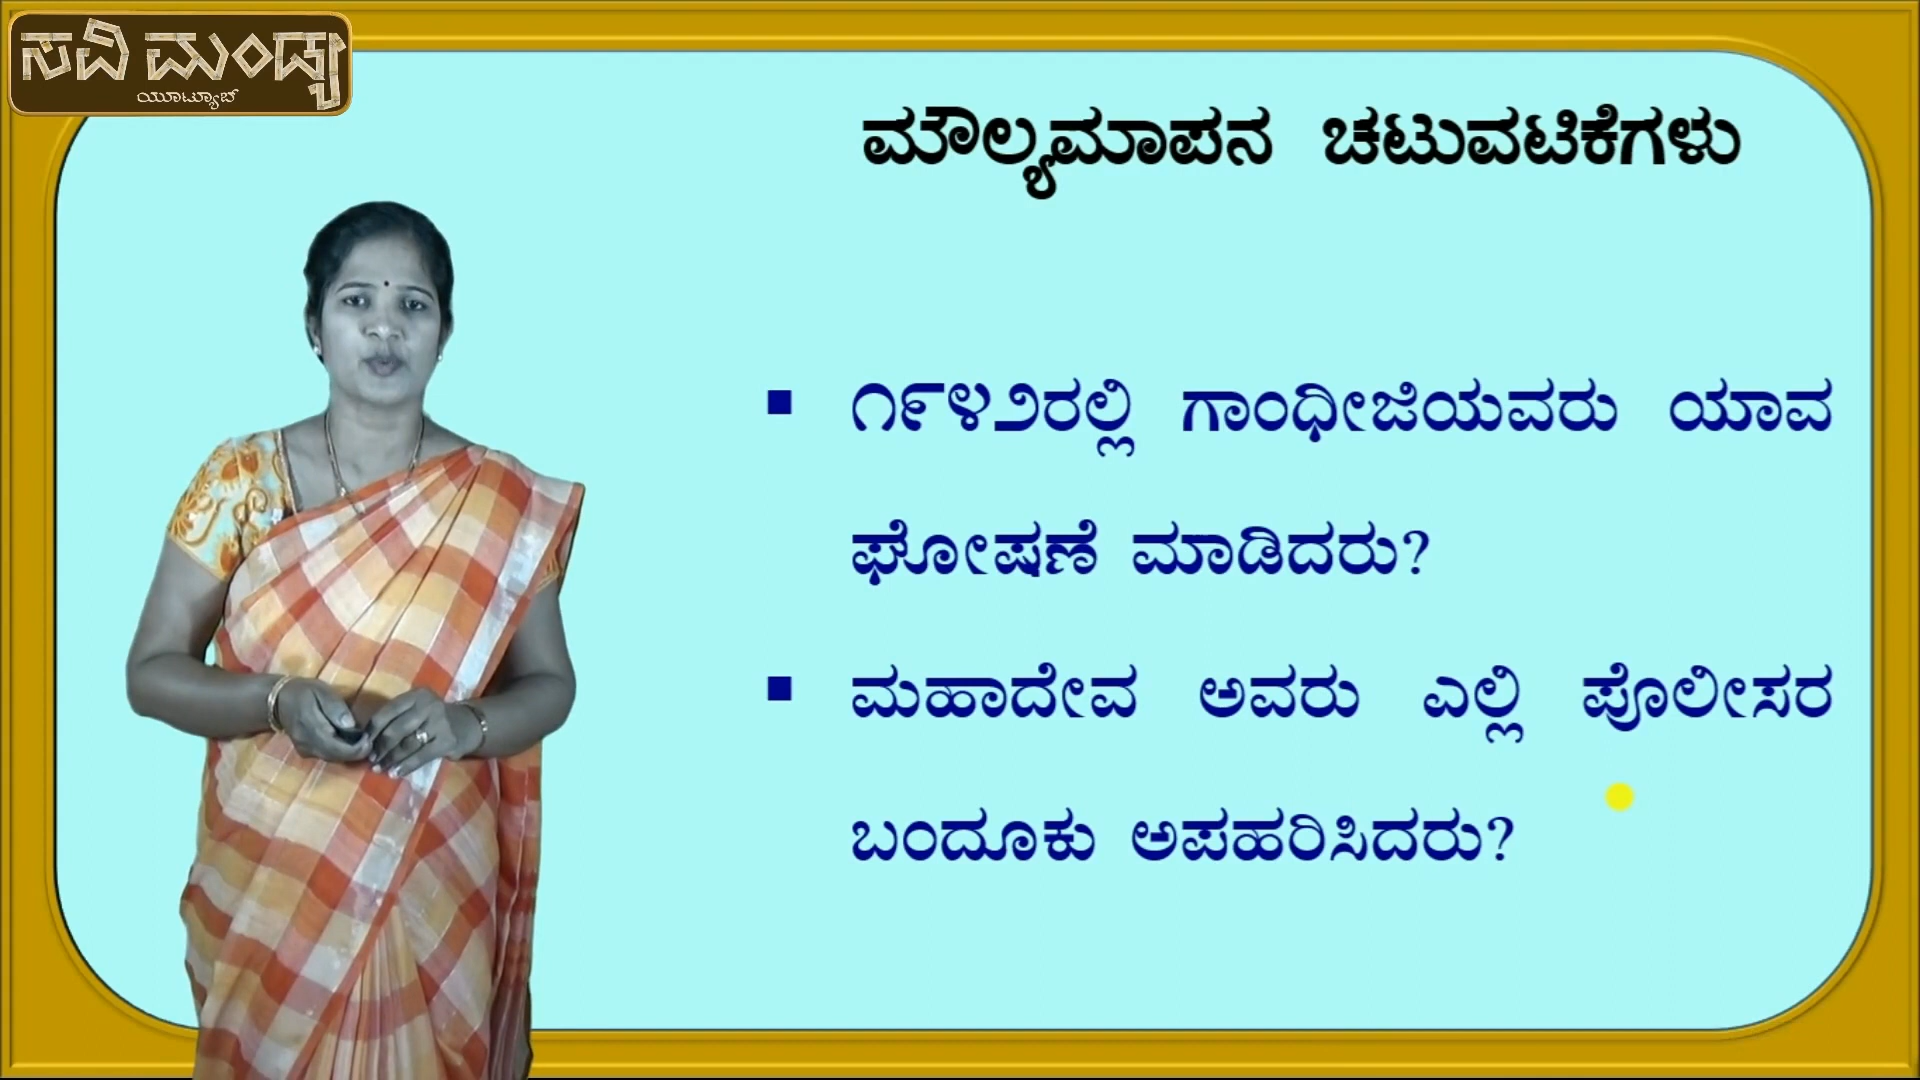 ಸವಿ ಮಂಡ್ಯ
ಯೂಟ್ಯೂಬ್
ಮೌಲ್ಯಮಾಪನ ಚಟುವಟಿಕೆಗಳು
೧೯೪೨ರಲ್ಲಿ ಗಾಂಧೀಜಿಯವರು ಯಾವ
ಘೋಷಣೆ ಮಾಡಿದರು?
ಮಹಾದೇವ ಅವರು ಎಲ್ಲಿ ಪೊಲೀಸರ
ಬಂದೂಕು ಅಪಹರಿಸಿದರು?